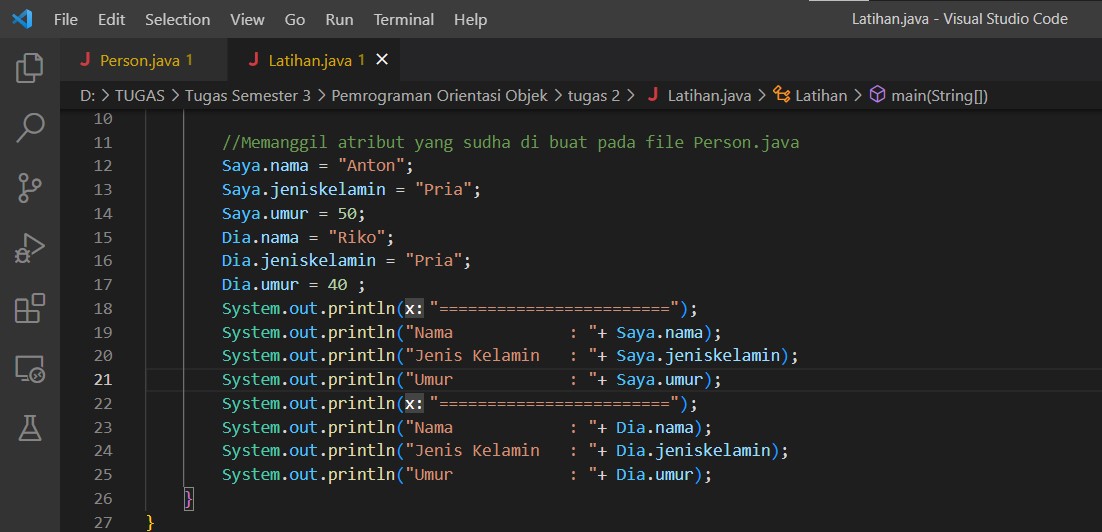 File Edit Selection View Go Run Terminal Help Latihan.java - Visual Studio Code
J Person.java 1 J Latihan.java 1 ×
D: > TUGAS > Tugas Semester 3 > Pemrograman Orientasi Objek > tugas 2 > J Latihan.java > Latihan > main(String[])
10
11 //Memanggil atribut yang sudha di buat pada file Person.java
12 Saya.nama = "Anton";
13 Saya.jeniskelamin = "Pria";
14 Saya.umur = 50;
15 Dia.nama = "Riko";
16 Dia.jeniskelamin = "Pria";
17 Dia.umur = 40 ;
18 System.out.println(x: "========================");
19 System.out.println("Nama            : "+ Saya.nama);
20 System.out.println("Jenis Kelamin   : "+ Saya.jeniskelamin);
21 System.out.println("Umur            : "+ Saya.umur);
22 System.out.println(x: "========================");
23 System.out.println("Nama            : "+ Dia.nama);
24 System.out.println("Jenis Kelamin   : "+ Dia.jeniskelamin);
25 System.out.println("Umur            : "+ Dia.umur);
26 }
27 }